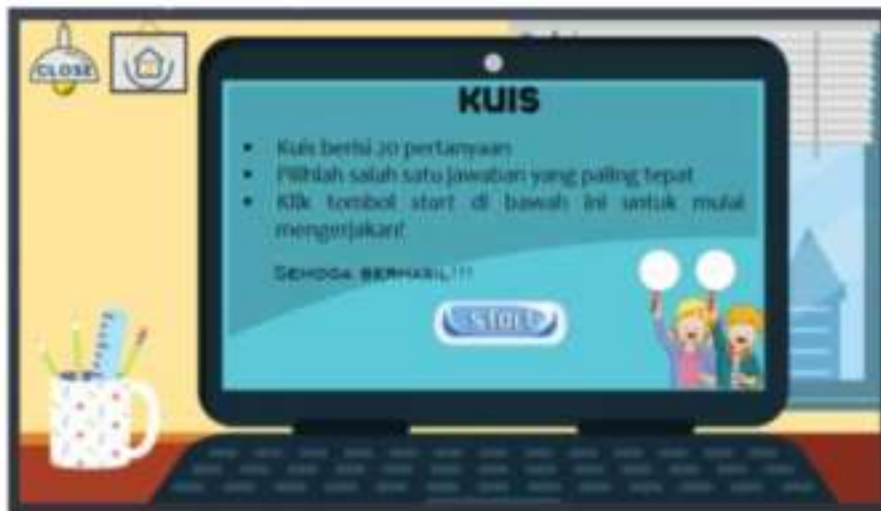 CLOSE
KUIS
• Kuis berisi 20 pertanyaan
• Pilihlah salah satu jawaban yang paling tepat
• Klik tombol start di bawah ini untuk mulai
mengerjakan!
SEMOGA BERHASIL!!!
START